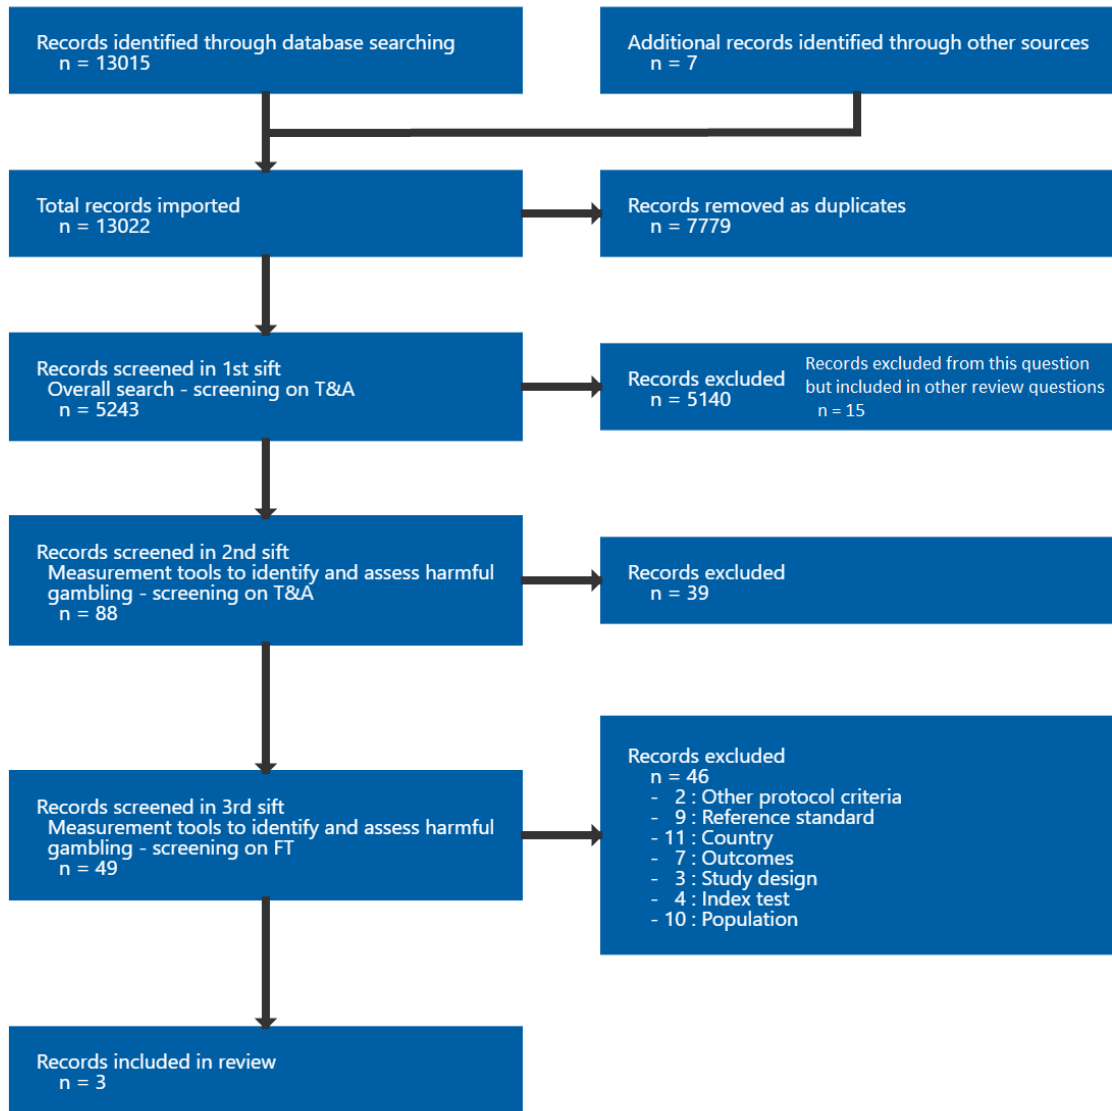 Records identified through database searching
n = 13015
Additional records identified through other sources
n = 7
Total records imported
n = 13022
Records removed as duplicates
n = 7779
Records screened in 1st sift
Overall search - screening on T&A
n = 5243
Records excluded
n = 5140
Records excluded from this question
but included in other review questions
n = 15
Records screened in 2nd sift
Measurement tools to identify and assess harmful
gambling - screening on T&A
n = 88
Records excluded
n = 39
Records screened in 3rd sift
Measurement tools to identify and assess harmful
gambling - screening on FT
n = 49
Records excluded
n = 46
- 2 : Other protocol criteria
- 9 : Reference standard
- 11 : Country
- 7 : Outcomes
- 3 : Study design
- 4 : Index test
- 10 : Population
Records included in review
n = 3